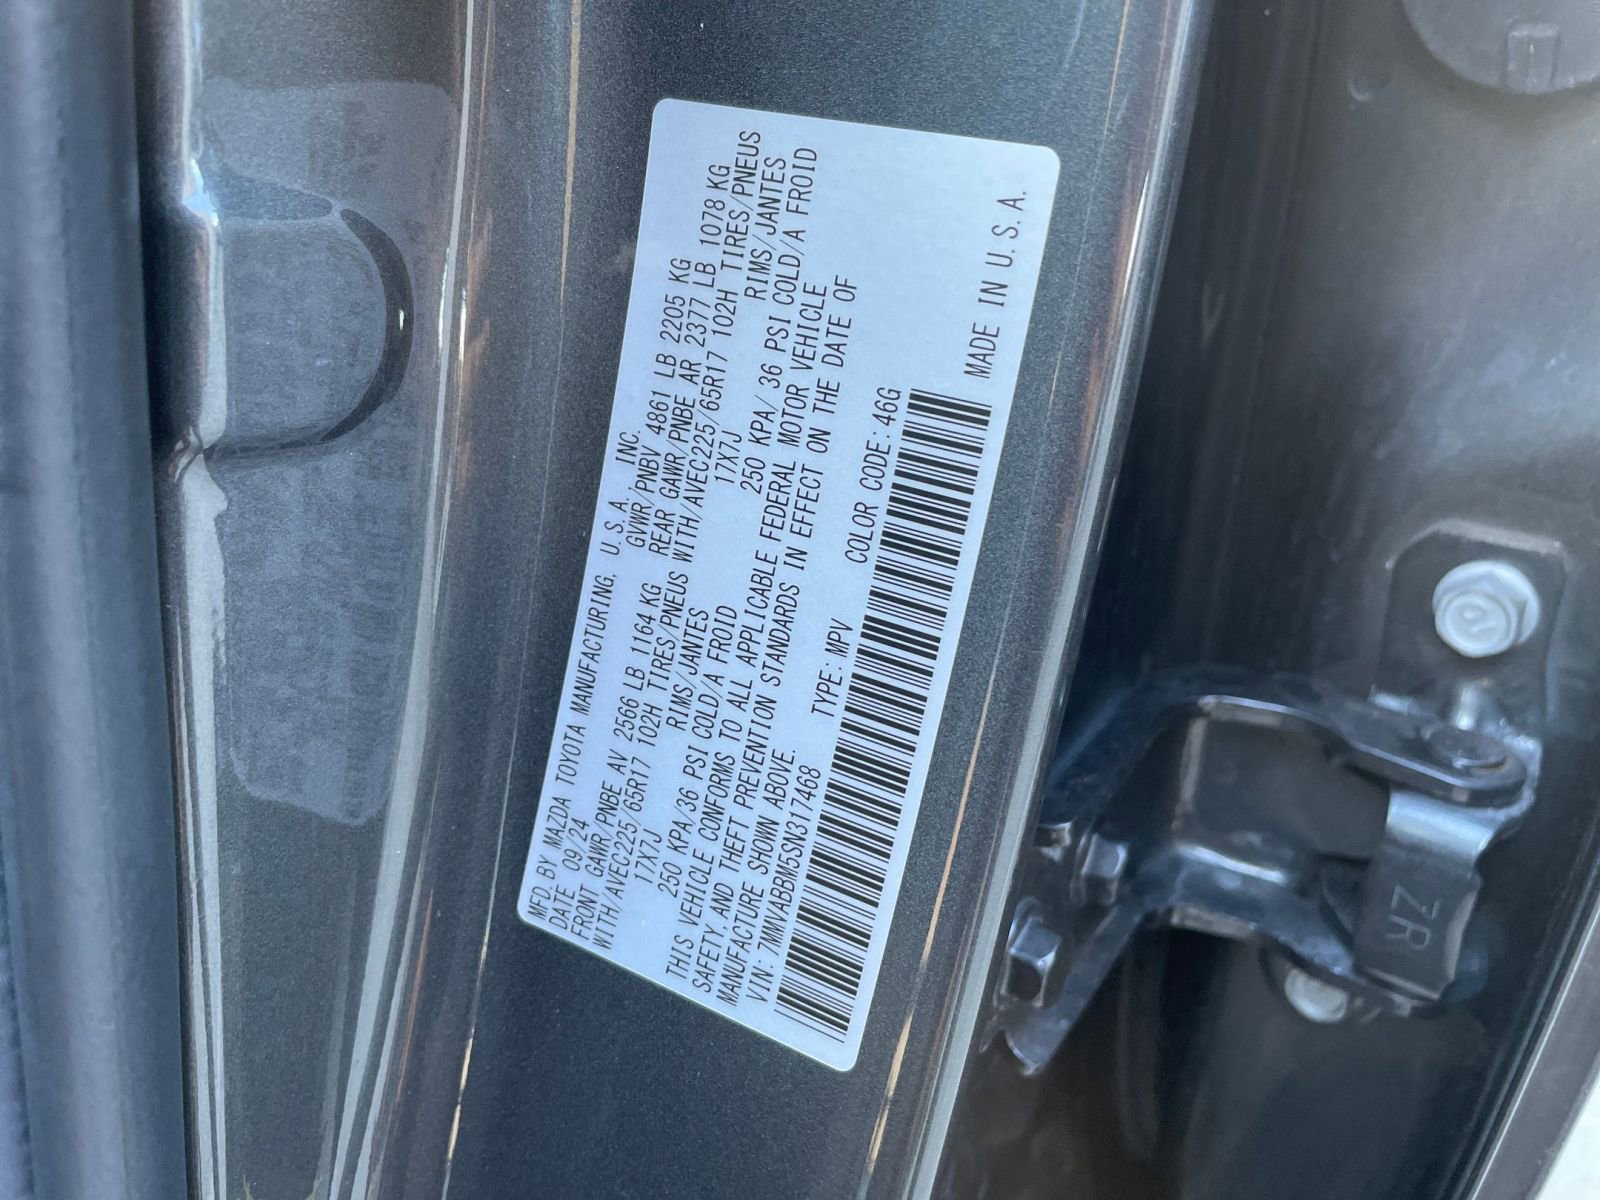 MFD. BY MAZDA TOYOTA MANUFACTURING, U. S. A. INC.
DATE 09/24 GVWR/PNBV 4861 LB 2205 KG
FRONT GAWR/PNBE AV 2566 LB 1164 KG REAR GAWR/PNBE AR 2377 LB 1078 KG
WITH/AVEC225/65R17 102H TIRES/PNEUS WITH/AVEC225/65R17 102H TIRES/PNEUS
17X7J RIMS/JANTES 17X7J RIMS/JANTES
250 KPA/36 PSI COLD/A FROID 250 KPA/ 36 PSI COLD/A FROID
THIS VEHICLE CONFORMS TO ALL APPLICABLE FEDERAL MOTOR VEHICLE
SAFETY, AND THEFT PREVENTION STANDARDS IN EFFECT ON THE DATE OF
MANUFACTURE SHOWN ABOVE.
VIN: 7MMVABBM5SN317468 TYPE: MPV COLOR CODE: 46G
MADE IN U. S. A.
ZR